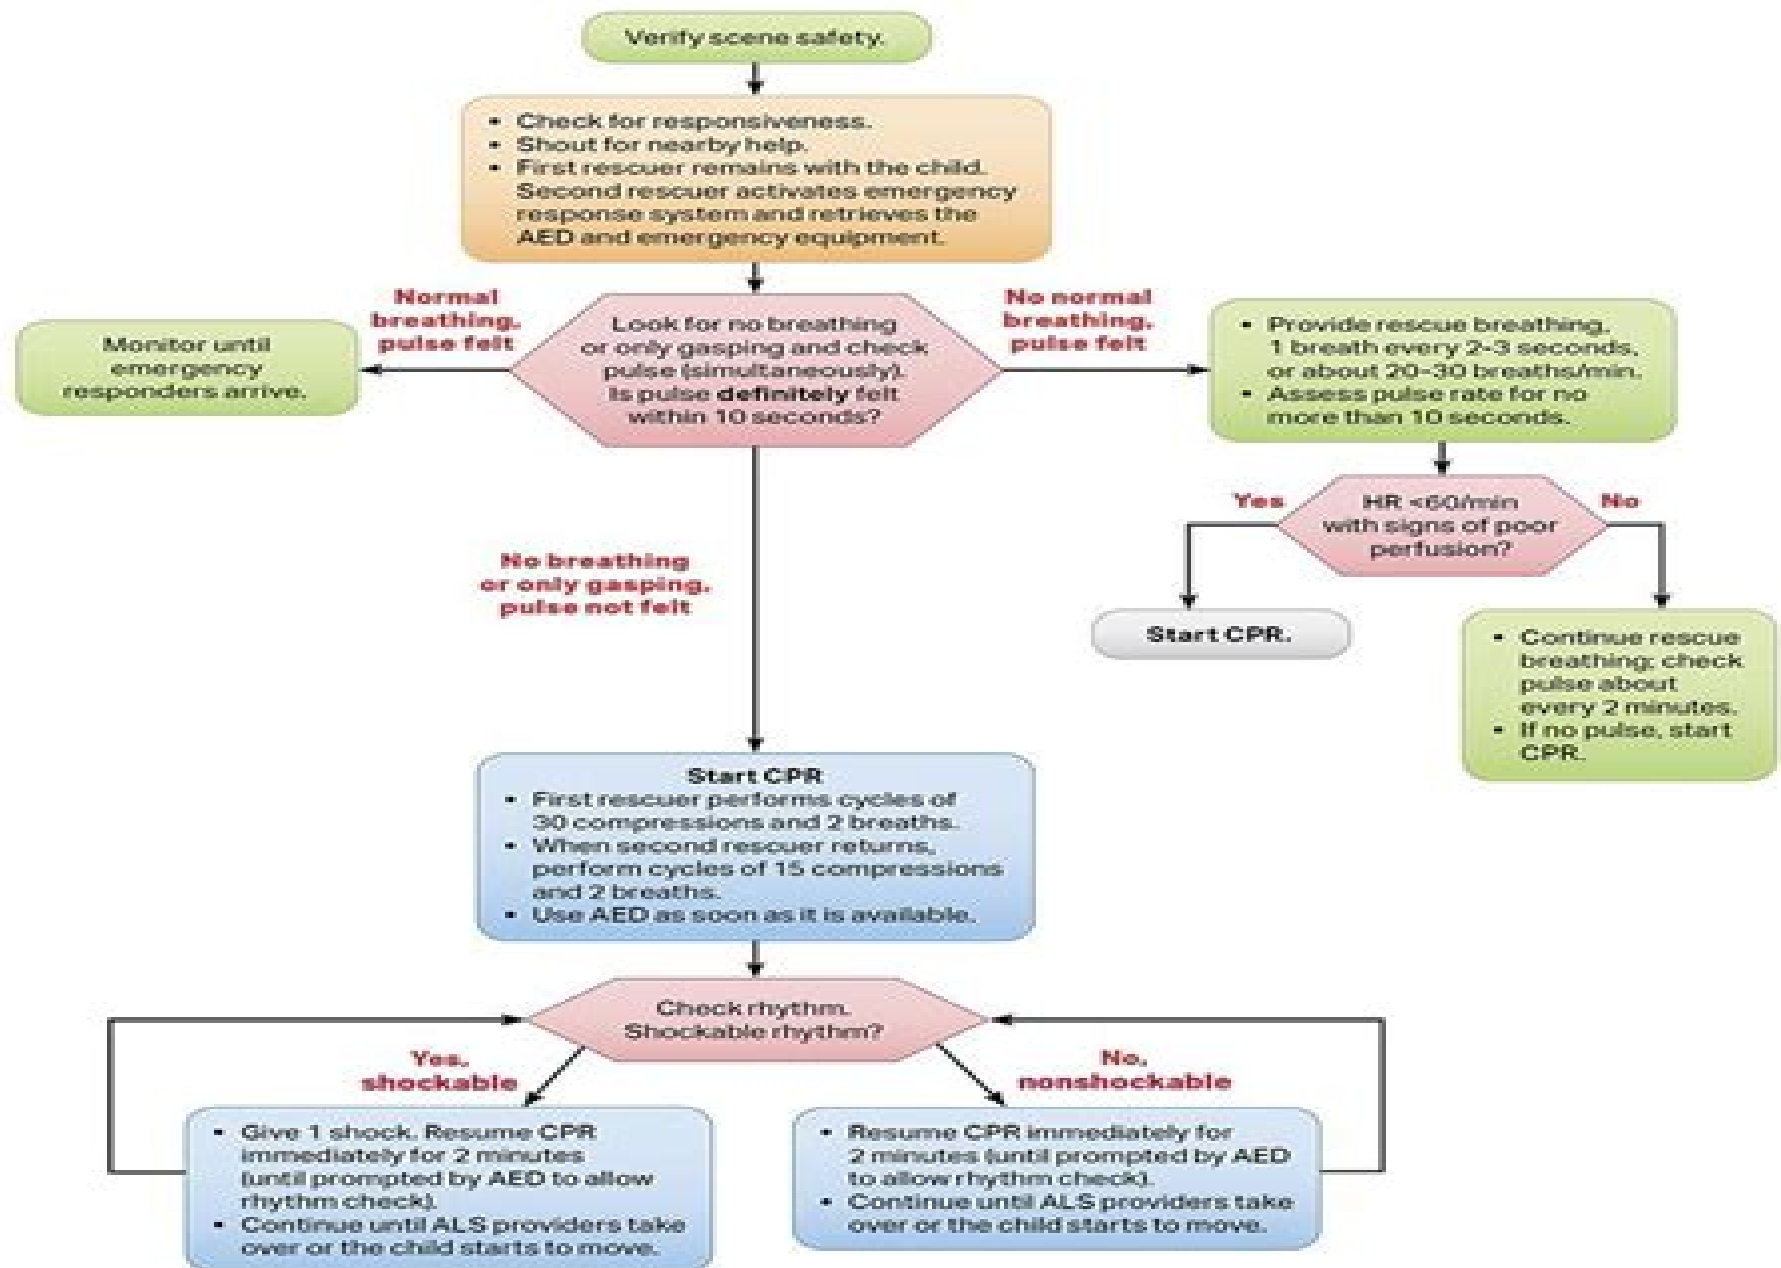 Verify scene safety.
• Check for responsiveness.
• Shout for nearby help.
• First rescuer remains with the child.
Second rescuer activates emergency
response system and retrieves the
AED and emergency equipment.
Normal
breathing,
pulse felt
Look for no breathing
or only gasping and check
pulse (simultaneously).
Is pulse definitely felt
within 10 seconds?
No normal
breathing,
pulse felt
Monitor until
emergency
responders arrive.
• Provide rescue breathing,
1 breath every 2-3 seconds,
or about 20-30 breaths/min.
• Assess pulse rate for no
more than 10 seconds.
Yes
HR <60/min
with signs of poor
perfusion?
No
No breathing
or only gasping,
pulse not felt
Start CPR.
• Continue rescue
breathing; check
pulse about
every 2 minutes.
• If no pulse, start
CPR.
Start CPR
• First rescuer performs cycles of
30 compressions and 2 breaths.
• When second rescuer returns,
perform cycles of 15 compressions
and 2 breaths.
• Use AED as soon as it is available.
Check rhythm.
Shockable rhythm?
Yes,
shockable
No,
nonshockable
• Give 1 shock. Resume CPR
immediately for 2 minutes
(until prompted by AED to allow
rhythm check).
• Continue until ALS providers take
over or the child starts to move.
• Resume CPR immediately for
2 minutes (until prompted by AED
to allow rhythm check).
• Continue until ALS providers take
over or the child starts to move.